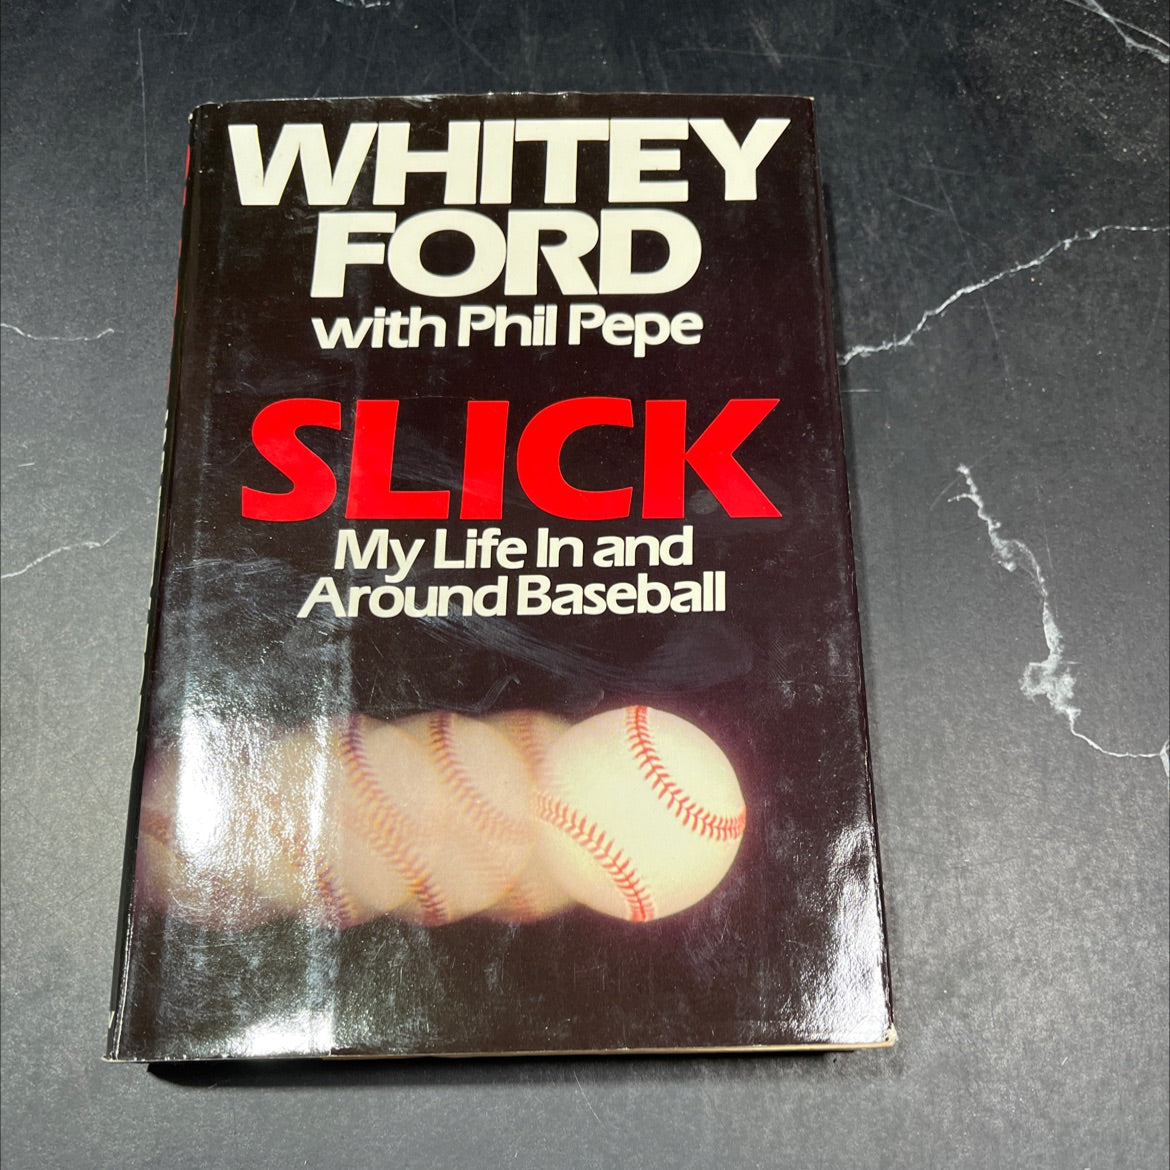 WHITEY
FORD
with Phil Pepe
SLICK
My Life In and
Around Baseball